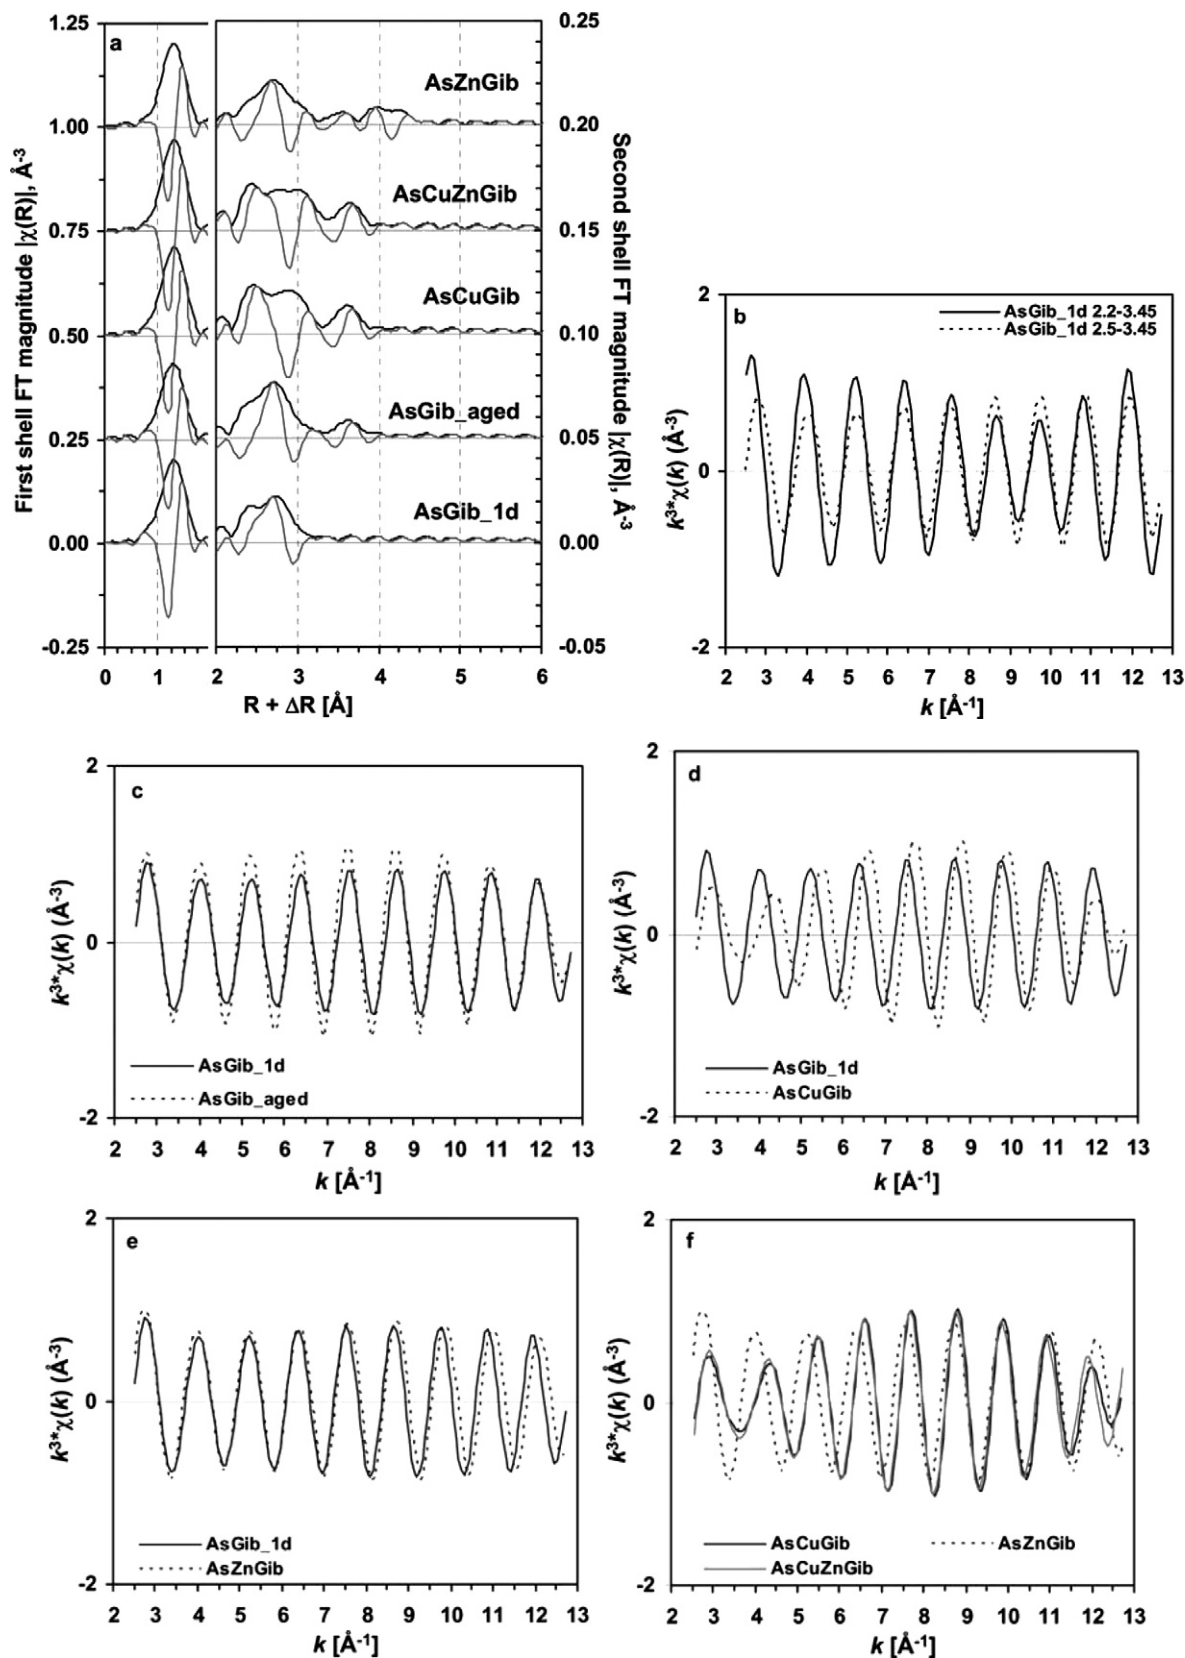 a
1.25
1.00
0.75
0.50
0.25
0.00
-0.25
First shell FT magnitude |χ(R)|, Å-3
0.25
0.20
0.15
0.10
0.05
0.00
-0.05
Second shell FT magnitude |χ(R)|, Å-3
AsZnGib
AsCuZnGib
AsCuGib
AsGib_aged
AsGib_1d
0 1 2 3 4 5 6
R + ΔR [Å]
b
AsGib_1d 2.2-3.45
AsGib_1d 2.5-3.45
2
0
-2
k3*χ(k) (Å-3)
2 3 4 5 6 7 8 9 10 11 12 13
k [Å-1]
c
2
0
-2
k3*χ(k) (Å-3)
AsGib_1d
AsGib_aged
2 3 4 5 6 7 8 9 10 11 12 13
k [Å-1]
d
2
0
-2
k3*χ(k) (Å-3)
AsGib_1d
AsCuGib
2 3 4 5 6 7 8 9 10 11 12 13
k [Å-1]
e
2
0
-2
k3*χ(k) (Å-3)
AsGib_1d
AsZnGib
2 3 4 5 6 7 8 9 10 11 12 13
k [Å-1]
f
2
0
-2
k3*χ(k) (Å-3)
AsCuGib AsZnGib
AsCuZnGib
2 3 4 5 6 7 8 9 10 11 12 13
k [Å-1]